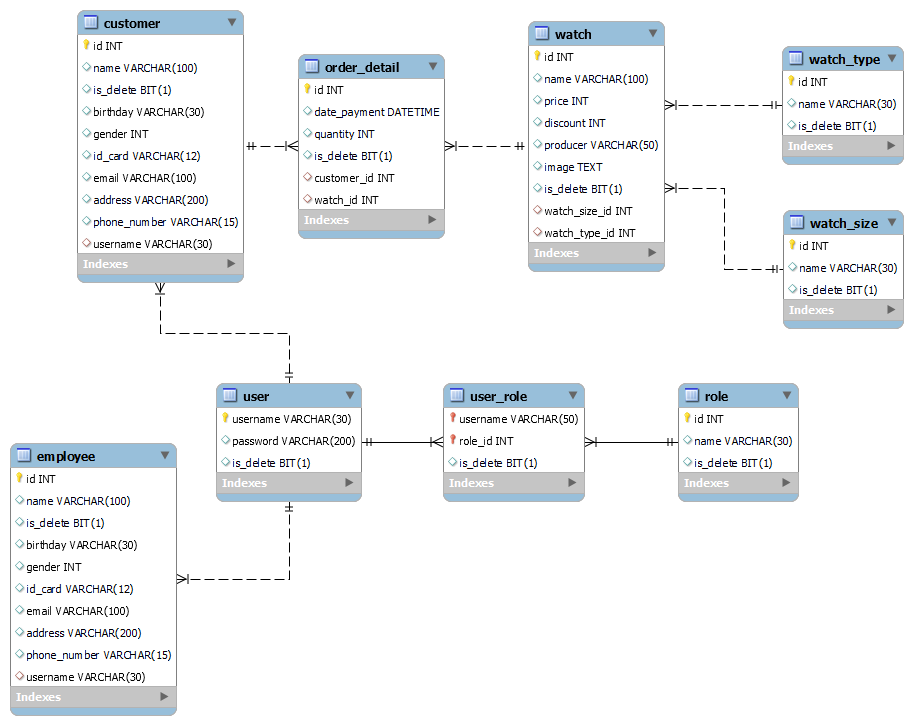 customer
id INT
name VARCHAR(100)
is_delete BIT(1)
birthday VARCHAR(30)
gender INT
id_card VARCHAR(12)
email VARCHAR(100)
address VARCHAR(200)
phone_number VARCHAR(15)
username VARCHAR(30)
Indexes
order_detail
id INT
date_payment DATETIME
quantity INT
is_delete BIT(1)
customer_id INT
watch_id INT
Indexes
watch
id INT
name VARCHAR(100)
price INT
discount INT
producer VARCHAR(50)
image TEXT
is_delete BIT(1)
watch_size_id INT
watch_type_id INT
Indexes
watch_type
id INT
name VARCHAR(30)
is_delete BIT(1)
Indexes
watch_size
id INT
name VARCHAR(30)
is_delete BIT(1)
Indexes
user
username VARCHAR(30)
password VARCHAR(200)
is_delete BIT(1)
Indexes
user_role
username VARCHAR(50)
role_id INT
is_delete BIT(1)
Indexes
role
id INT
name VARCHAR(30)
is_delete BIT(1)
Indexes
employee
id INT
name VARCHAR(100)
is_delete BIT(1)
birthday VARCHAR(30)
gender INT
id_card VARCHAR(12)
email VARCHAR(100)
address VARCHAR(200)
phone_number VARCHAR(15)
username VARCHAR(30)
Indexes